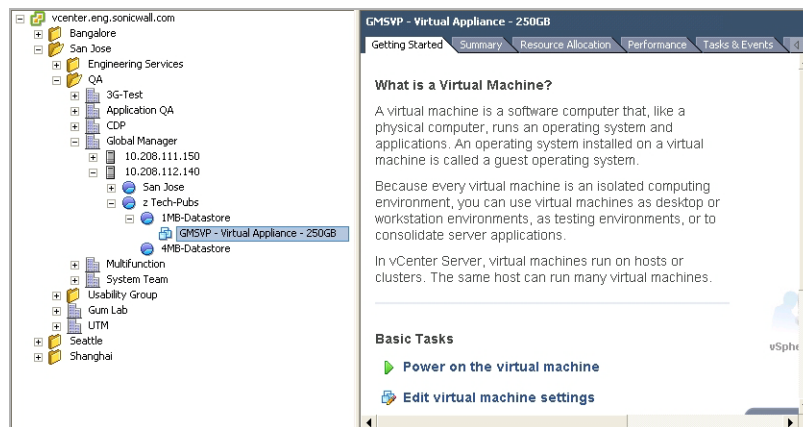 vcenter.eng.sonicwall.com
Bangalore
San Jose
Engineering Services
QA
3G-Test
Application QA
CDP
Global Manager
10.208.111.150
10.208.112.140
San Jose
z Tech-Pubs
1MB-Datastore
GMSVP - Virtual Appliance - 250GB
4MB-Datastore
Multifunction
System Team
Usability Group
Gum Lab
UTM
Seattle
Shanghai
GMSVP - Virtual Appliance - 250GB
Getting Started Summary Resource Allocation Performance Tasks & Events
What is a Virtual Machine?
A virtual machine is a software computer that, like a
physical computer, runs an operating system and
applications. An operating system installed on a virtual
machine is called a guest operating system.
Because every virtual machine is an isolated computing
environment, you can use virtual machines as desktop or
workstation environments, as testing environments, or to
consolidate server applications.
In vCenter Server, virtual machines run on hosts or
clusters. The same host can run many virtual machines.
Basic Tasks
vSphe
Power on the virtual machine
Edit virtual machine settings